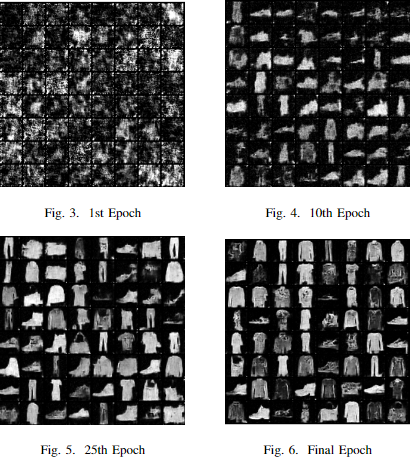 Fig. 3. 1st Epoch
Fig. 4. 10th Epoch
Fig. 5. 25th Epoch
Fig. 6. Final Epoch